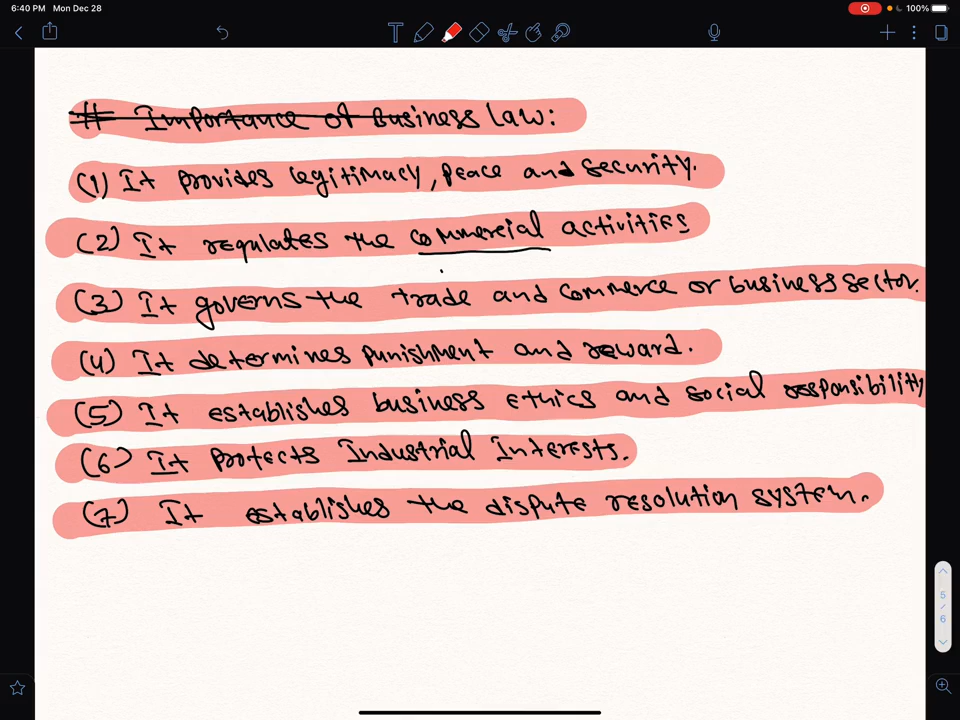 6:40 PM Mon Dec 28
100%
# Importance of Business law:
(1) It provides legitimacy, peace and security.
(2) It regulates the commercial activities
(3) It governs the trade and commerce or business sector.
(4) It determines punishment and reward.
(5) It establishes business ethics and social responsibility
(6) It protects Industrial Interests.
(7) It establishes the dispute resolution system.
5
/
6